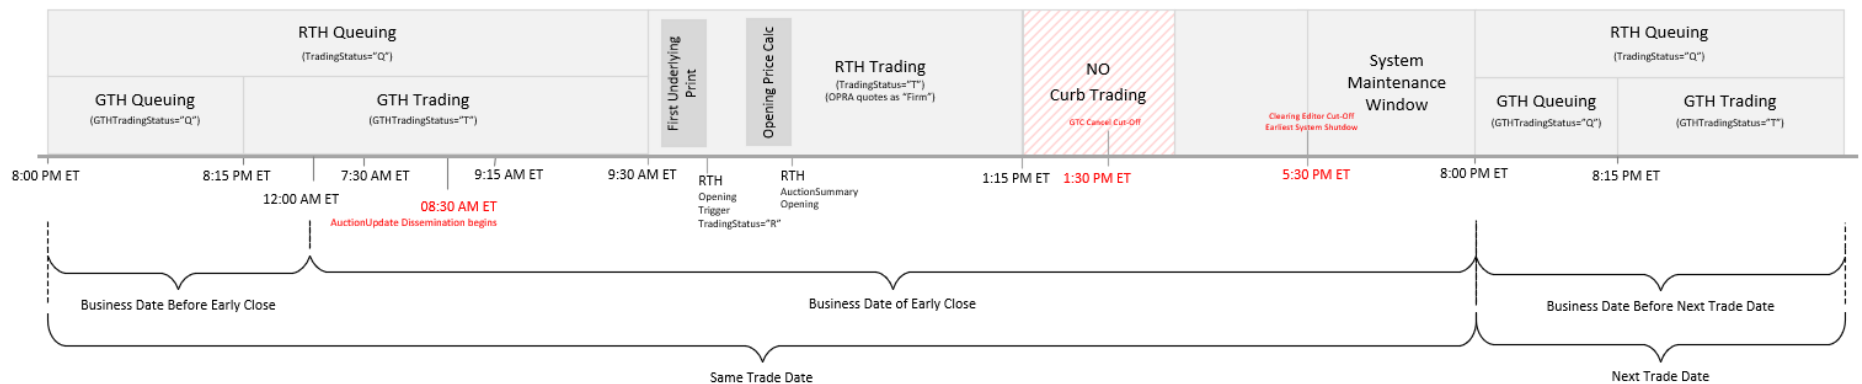 RTH Queuing
(TradingStatus="Q")
GTH Queuing
(GTHTradingStatus="Q")
GTH Trading
(GTHTradingStatus="T")
First Underlying
Print
Opening Price Calc
RTH Trading
(TradingStatus="T")
(OPRA quotes as "Firm")
NO
Curb Trading
GTC Cancel Cut-Off
Clearing Editor Cut-Off
Earliest System Shutdow
System
Maintenance
Window
RTH Queuing
(TradingStatus="Q")
GTH Queuing
(GTHTradingStatus="Q")
GTH Trading
(GTHTradingStatus="T")
8:00 PM ET
8:15 PM ET
12:00 AM ET
7:30 AM ET
08:30 AM ET
AuctionUpdate Dissemination begins
9:15 AM ET
9:30 AM ET
RTH
Opening
Trigger
TradingStatus="R"
RTH
AuctionSummary
Opening
1:15 PM ET
1:30 PM ET
5:30 PM ET
8:00 PM ET
8:15 PM ET
Business Date Before Early Close
Business Date of Early Close
Business Date Before Next Trade Date
Same Trade Date
Next Trade Date